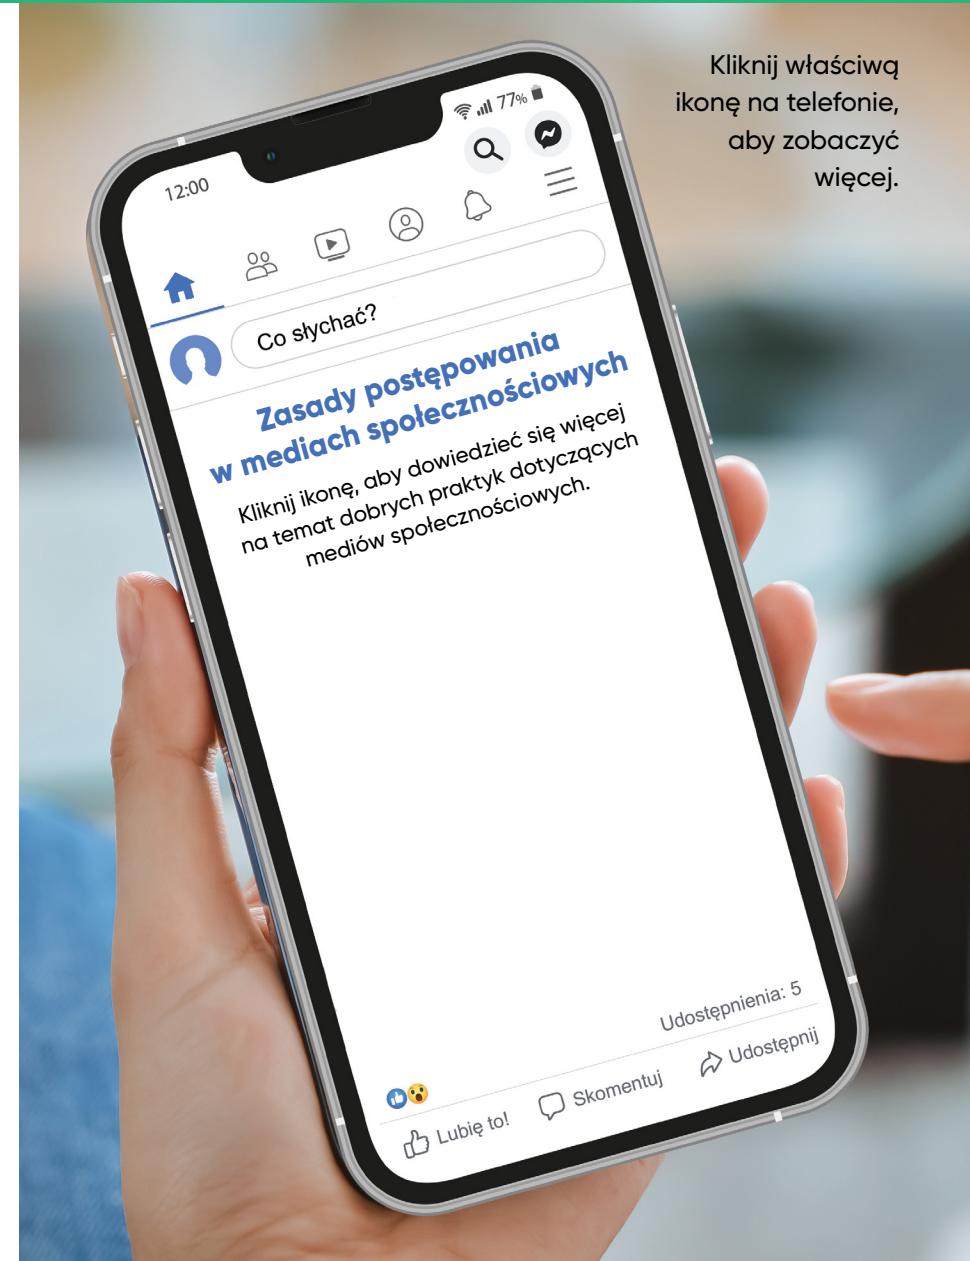 Kliknij właściwą
ikonę na telefonie,
aby zobaczyć
więcej.
12:00
77%
Co słychać?
Zasady postępowania
w mediach społecznościowych
Kliknij ikonę, aby dowiedzieć się więcej
na temat dobrych praktyk dotyczących
mediów społecznościowych.
Udostępnienia: 5
Lubię to!
Skomentuj
Udostępnij